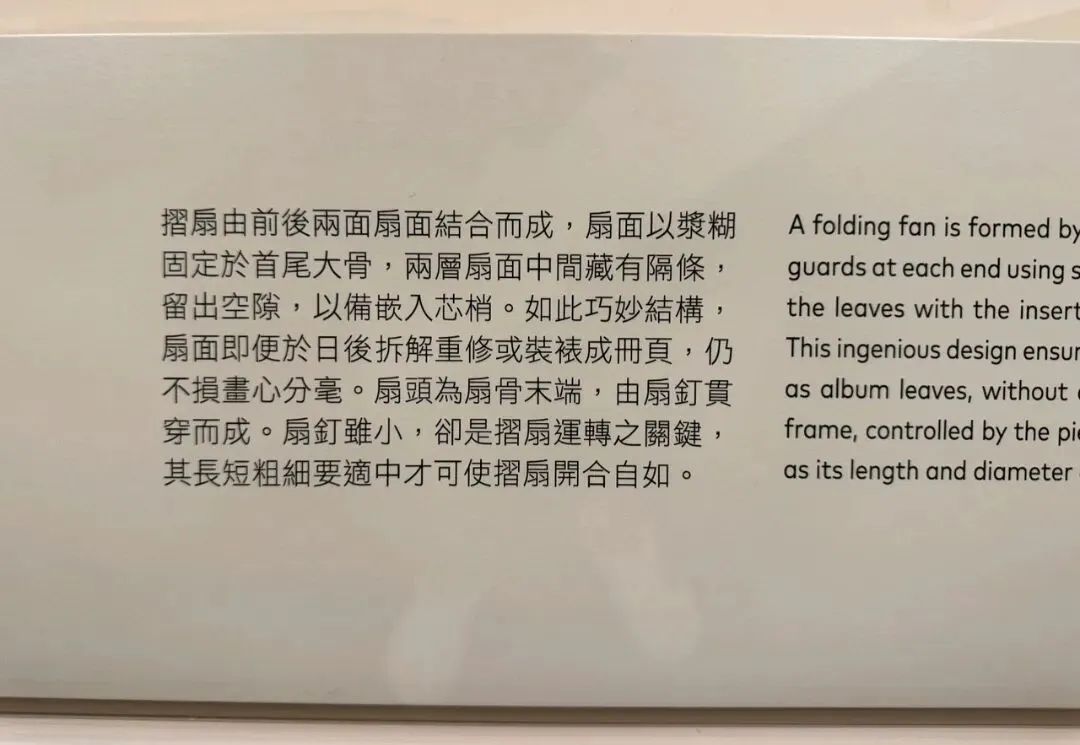 摺扇由前後兩面扇面結合而成，扇面以漿糊
固定於首尾大骨，兩層扇面中間藏有隔條，
留出空隙，以備嵌入芯梢。如此巧妙結構，
扇面即便於日後拆解重修或裝裱成冊頁，仍
不損畫心分毫。扇頭為扇骨末端，由扇釘貫
穿而成。扇釘雖小，卻是摺扇運轉之關鍵，
其長短粗細要適中才可使摺扇開合自如。
A folding fan is formed by
guards at each end using
the leaves with the
This ingenious design
as album leaves, without
frame, controlled by the
as its length and diameter